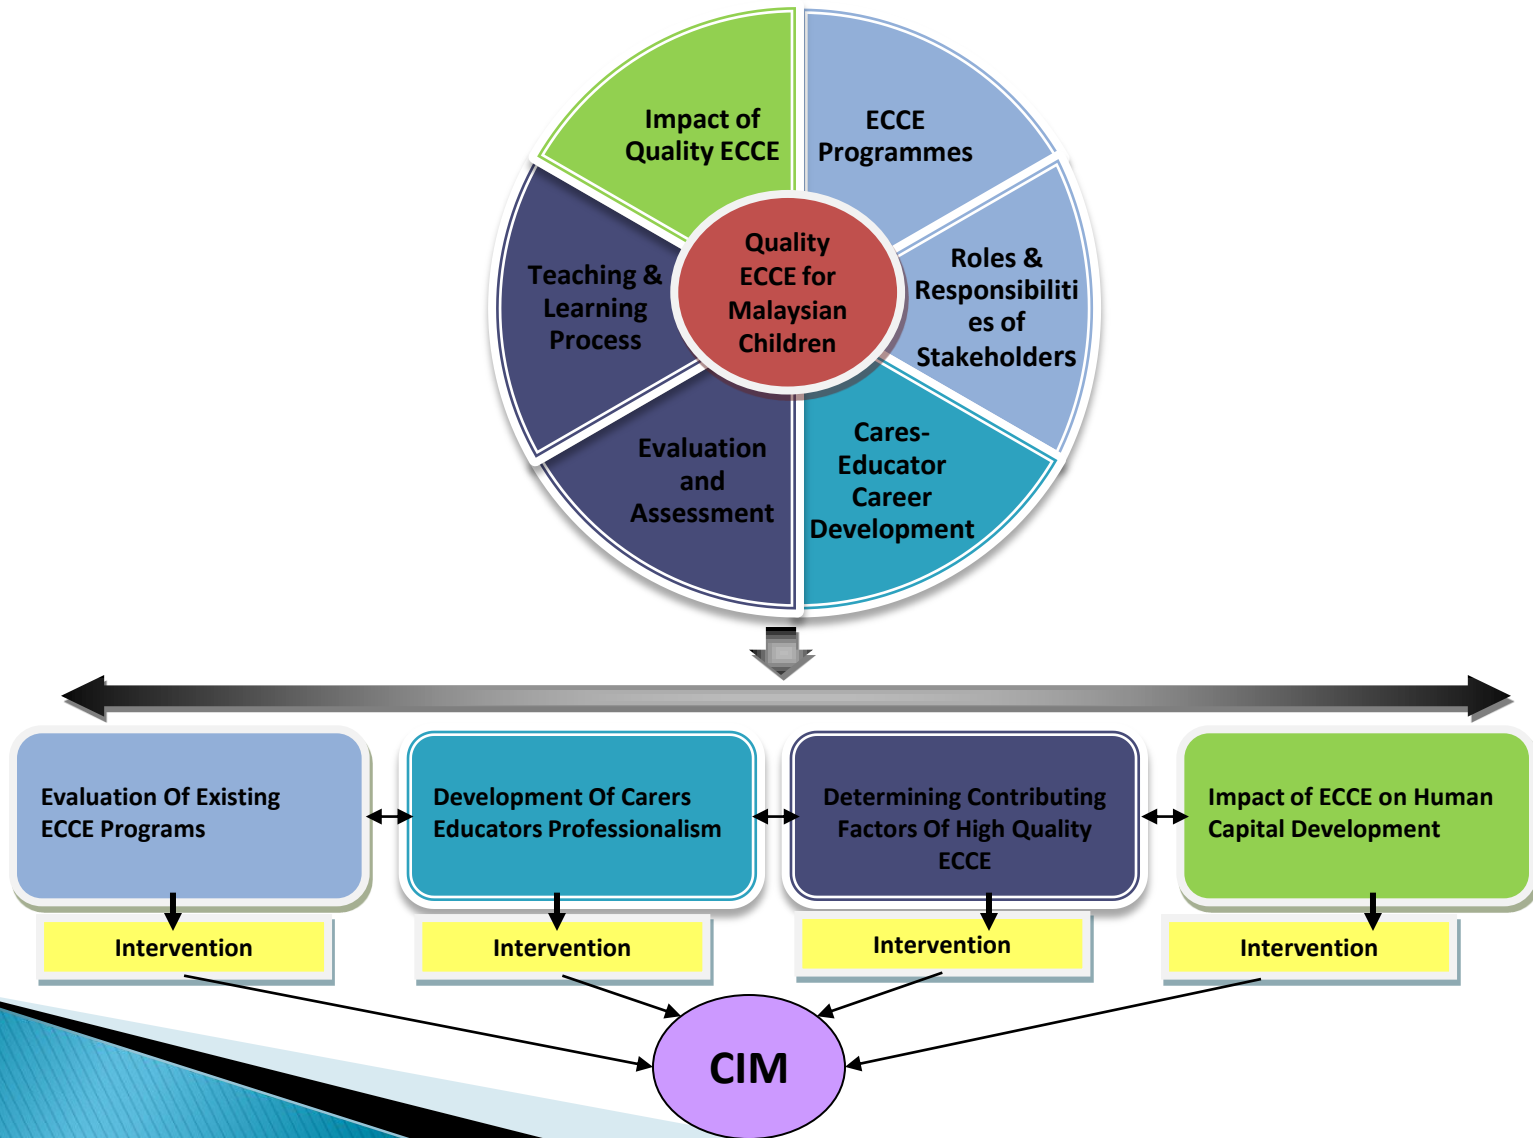 Impact of
Quality ECCE
ECCE
Programmes
Quality
ECCE for
Malaysian
Children
Teaching &
Learning
Process
Roles &
Responsibiliti
es of
Stakeholders
Evaluation
and
Assessment
Cares-
Educator
Career
Development
Evaluation Of Existing
ECCE Programs
Development Of Carers
Educators Professionalism
Determining Contributing
Factors Of High Quality
ECCE
Impact of ECCE on Human
Capital Development
Intervention
Intervention
Intervention
Intervention
CIM